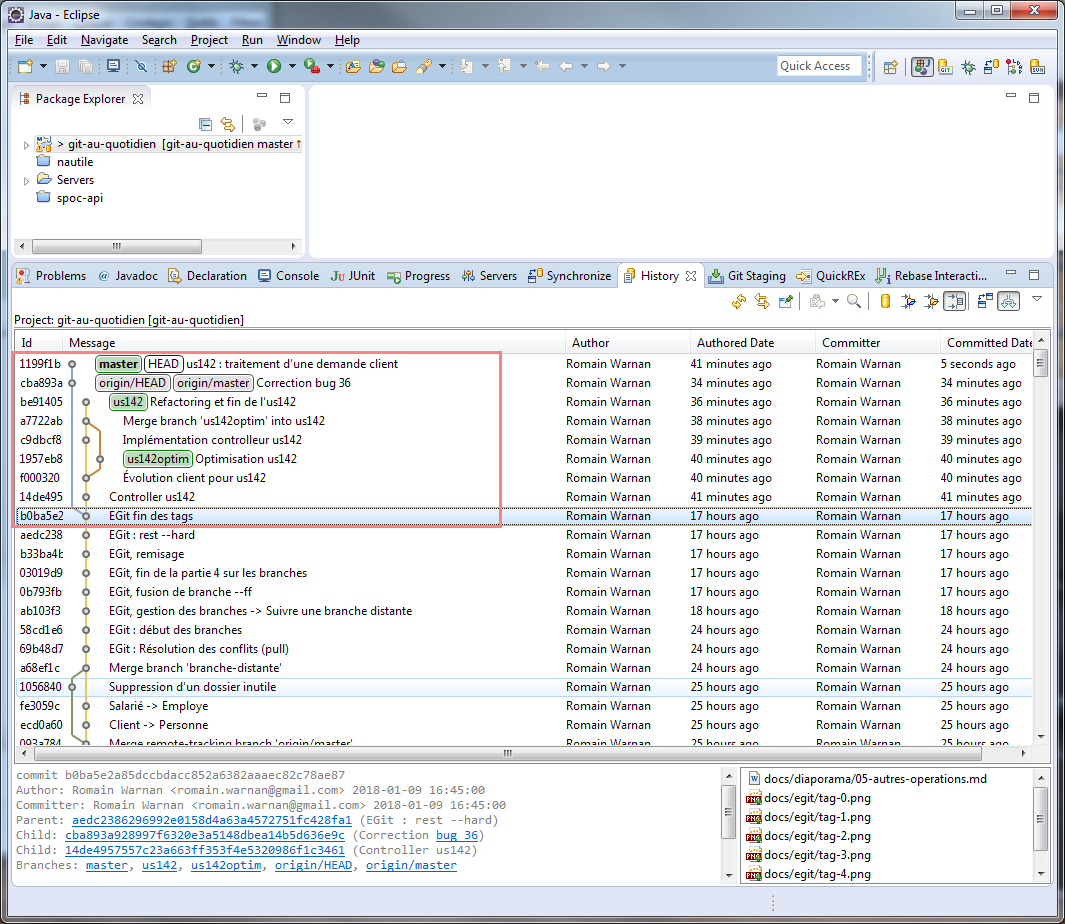 Java - Eclipse
File Edit Navigate Search Project Run Window Help
Quick Access
Package Explorer
> git-au-quotidien [git-au-quotidien master ↑
nautile
Servers
spoc-api
Problems @ Javadoc Declaration Console JUnit Progress Servers Synchronize History Git Staging QuickREx Rebase Interacti...
Project: git-au-quotidien [git-au-quotidien]
Id Message Author Authored Date Committer Committed Date
1199f1b master HEAD us142 : traitement d'une demande client Romain Warnan 41 minutes ago Romain Warnan 5 seconds ago
cba893a origin/HEAD origin/master Correction bug 36 Romain Warnan 34 minutes ago Romain Warnan 34 minutes ago
be91405 us142 Refactoring et fin de l'us142 Romain Warnan 36 minutes ago Romain Warnan 36 minutes ago
a7722ab Merge branch 'us142optim' into us142 Romain Warnan 38 minutes ago Romain Warnan 38 minutes ago
c9dbcf8 Implémentation controlleur us142 Romain Warnan 39 minutes ago Romain Warnan 39 minutes ago
1957eb8 us142optim Optimisation us142 Romain Warnan 40 minutes ago Romain Warnan 40 minutes ago
f000320 Évolution client pour us142 Romain Warnan 40 minutes ago Romain Warnan 40 minutes ago
14de495 Controller us142 Romain Warnan 41 minutes ago Romain Warnan 41 minutes ago
b0ba5e2 EGit fin des tags Romain Warnan 17 hours ago Romain Warnan 17 hours ago
aedc238 EGit : rest --hard Romain Warnan 17 hours ago Romain Warnan 17 hours ago
b33ba4b EGit, remisage Romain Warnan 17 hours ago Romain Warnan 17 hours ago
03019d9 EGit, fin de la partie 4 sur les branches Romain Warnan 17 hours ago Romain Warnan 17 hours ago
0b793fb EGit, fusion de branche --ff Romain Warnan 17 hours ago Romain Warnan 17 hours ago
ab103f3 EGit, gestion des branches -> Suivre une branche distante Romain Warnan 18 hours ago Romain Warnan 18 hours ago
58cd1e6 EGit : début des branches Romain Warnan 24 hours ago Romain Warnan 24 hours ago
69b48d7 EGit : Résolution des conflits (pull) Romain Warnan 24 hours ago Romain Warnan 24 hours ago
a68ef1c Merge branch 'branche-distante' Romain Warnan 24 hours ago Romain Warnan 24 hours ago
1056840 Suppression d'un dossier inutile Romain Warnan 25 hours ago Romain Warnan 25 hours ago
fe3059c Salarié -> Employe Romain Warnan 25 hours ago Romain Warnan 25 hours ago
ecd0a60 Client -> Personne Romain Warnan 25 hours ago Romain Warnan 25 hours ago
093a784 Merge remote-tracking branch 'origin/master' Romain Warnan 25 hours ago Romain Warnan 25 hours ago
commit b0ba5e2a85dccbdacc852a6382aaaec82c78ae87
Author: Romain Warnan <romain.warnan@gmail.com> 2018-01-09 16:45:00
Committer: Romain Warnan <romain.warnan@gmail.com> 2018-01-09 16:45:00
Parent: aedc2386296992e0158d4a63a4572751fc428fa1 (EGit : rest --hard)
Child: cba893a928997f6320e3a5148dbea14b5d636e9c (Correction bug 36)
Child: 14de4957557c23a663ff353f4e5320986f1c3461 (Controller us142)
Branches: master, us142, us142optim, origin/HEAD, origin/master
docs/diaporama/05-autres-operations.md
docs/egit/tag-0.png
docs/egit/tag-1.png
docs/egit/tag-2.png
docs/egit/tag-3.png
docs/egit/tag-4.png